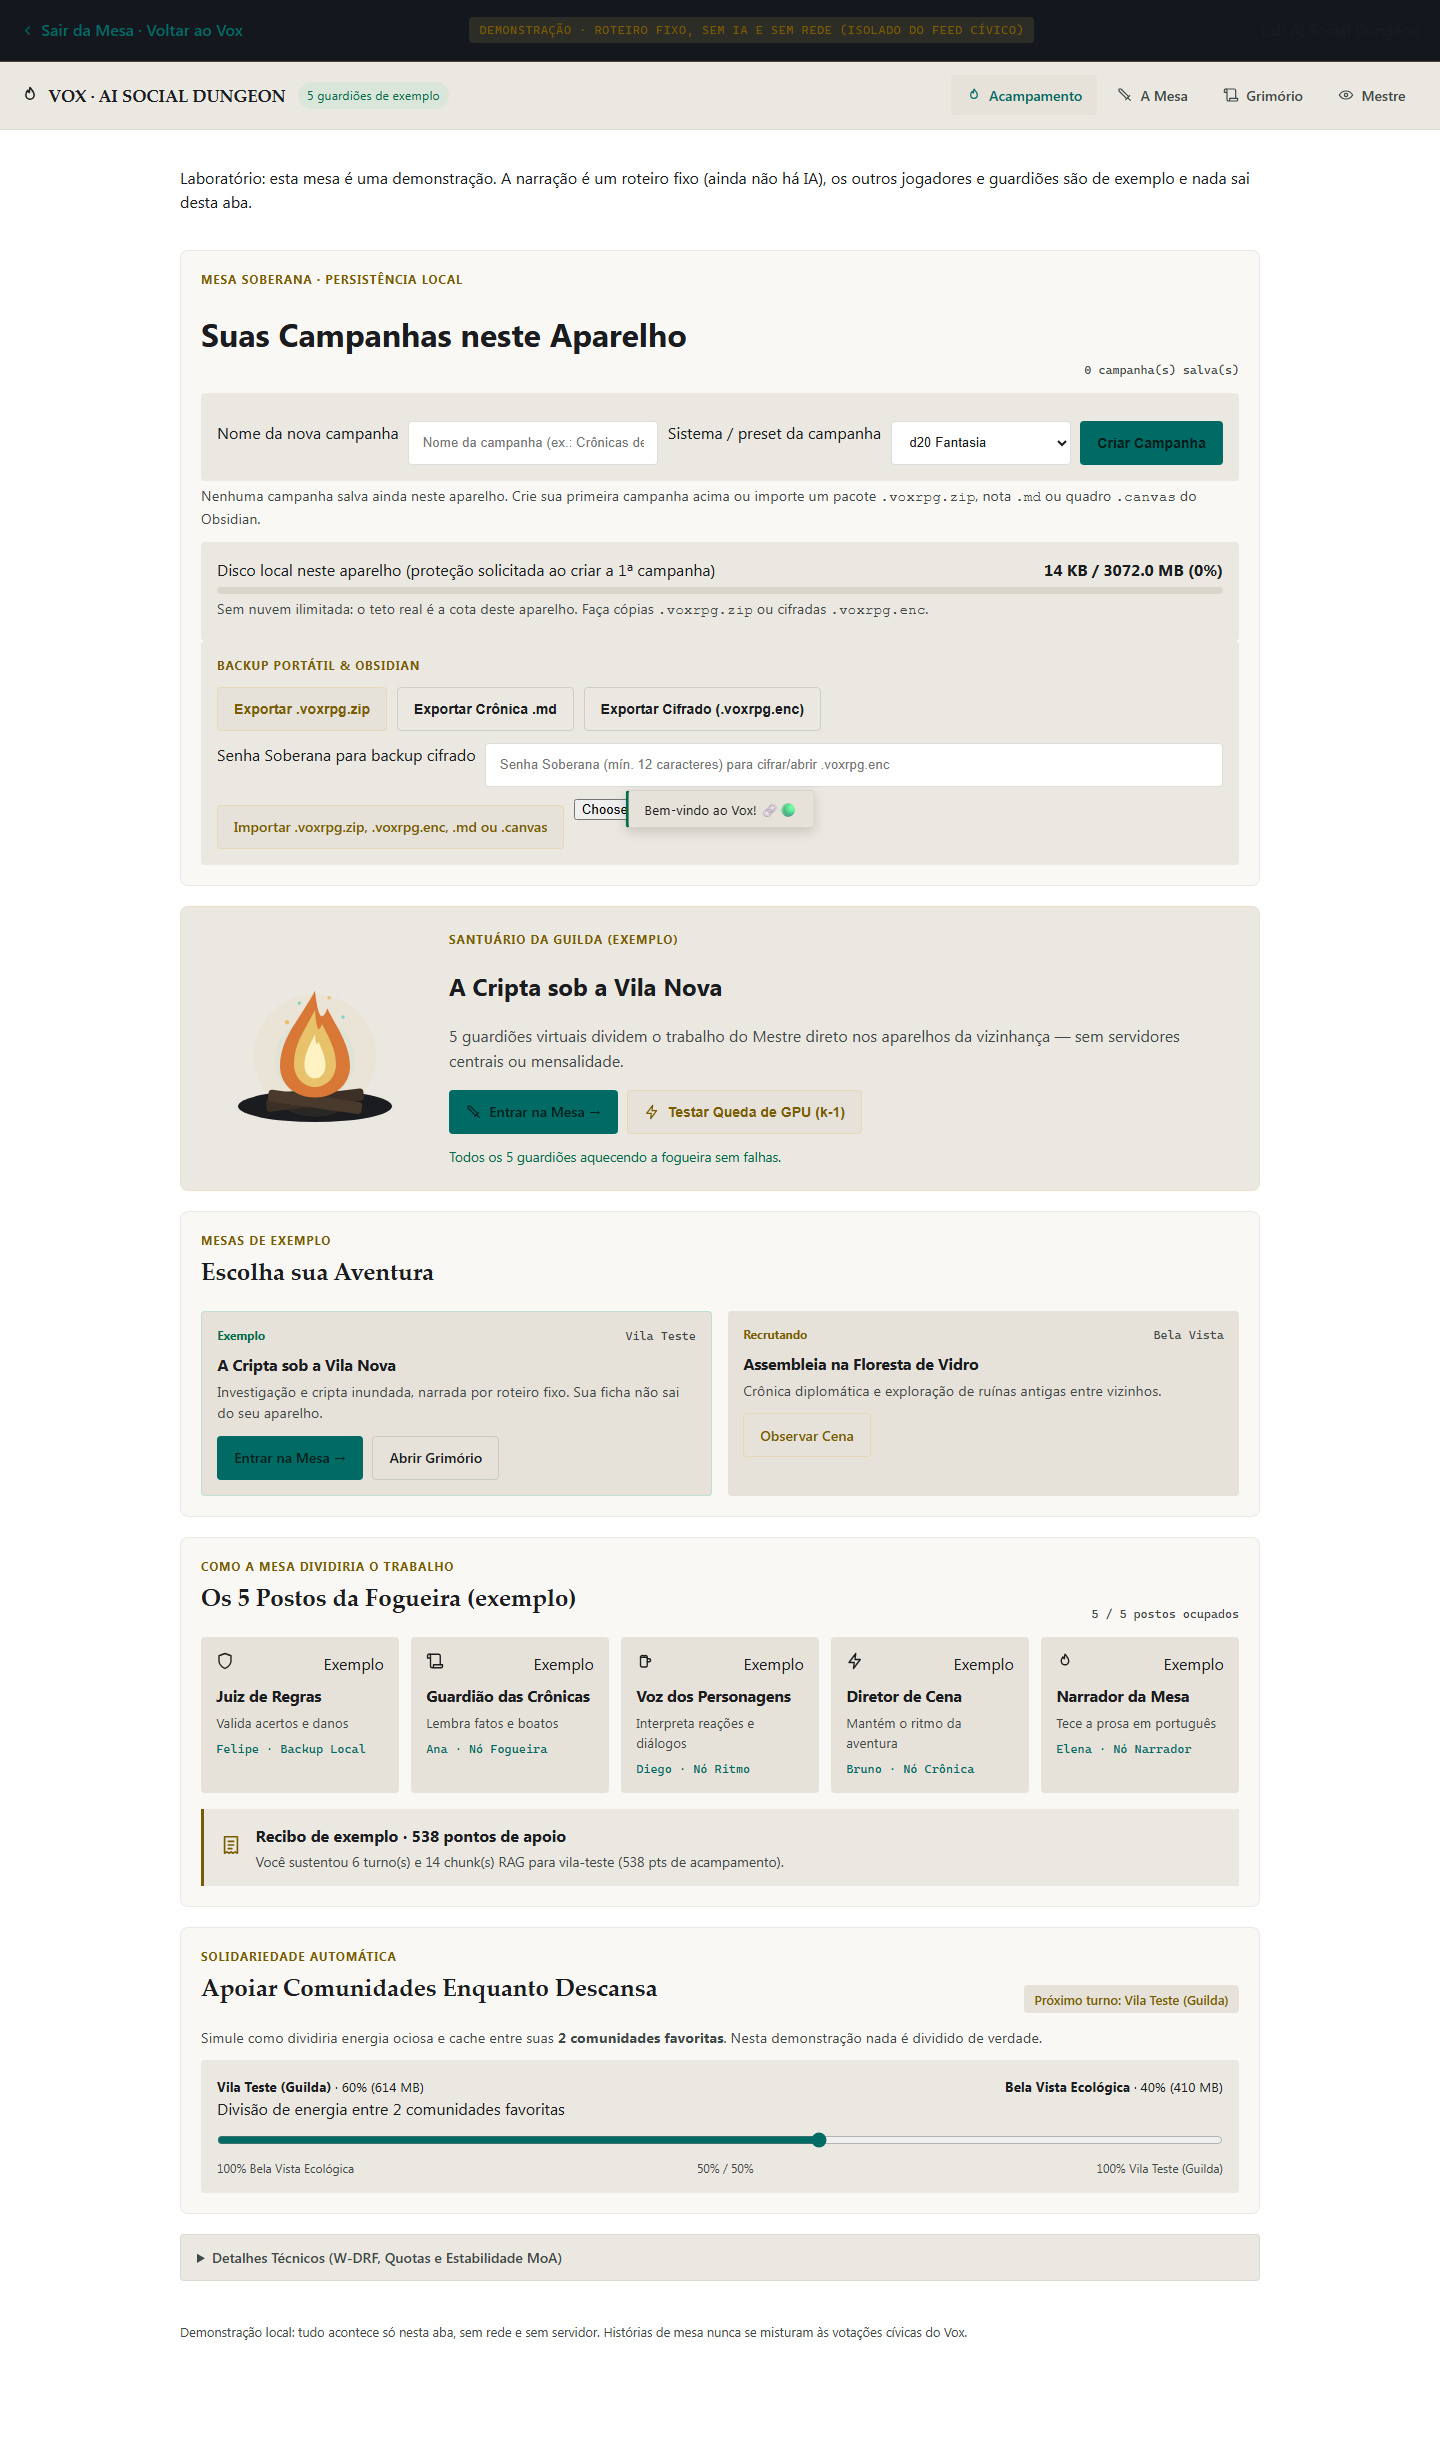 Sair da Mesa · Voltar ao Vox
DEMONSTRAÇÃO · ROTEIRO FIXO, SEM IA E SEM REDE (ISOLADO DO FEED CÍVICO)
VOX · AI SOCIAL DUNGEON
5 guardiões de exemplo
Acampamento
A Mesa
Grimório
Mestre
Laboratório: esta mesa é uma demonstração. A narração é um roteiro fixo (ainda não há IA), os outros jogadores e guardiões são de exemplo e nada sai
desta aba.
MESA SOBERANA · PERSISTÊNCIA LOCAL
Suas Campanhas neste Aparelho
0 campanha(s) salva(s)
Nome da nova campanha
Nome da campanha (ex.: Crônicas de
Sistema / preset da campanha
d20 Fantasia
Criar Campanha
Nenhuma campanha salva ainda neste aparelho. Crie sua primeira campanha acima ou importe um pacote .voxrpg.zip, nota .md ou quadro .canvas do
Obsidian.
Disco local neste aparelho (proteção solicitada ao criar a 1ª campanha)
14 KB / 3072.0 MB (0%)
Sem nuvem ilimitada: o teto real é a cota deste aparelho. Faça cópias .voxrpg.zip ou cifradas .voxrpg.enc.
BACKUP PORTÁTIL & OBSIDIAN
Exportar .voxrpg.zip
Exportar Crônica .md
Exportar Cifrado (.voxrpg.enc)
Senha Soberana para backup cifrado
Senha Soberana (mín. 12 caracteres) para cifrar/abrir .voxrpg.enc
Importar .voxrpg.zip, .voxrpg.enc, .md ou .canvas
Choose
Bem-vindo ao Vox!
SANTUÁRIO DA GUILDA (EXEMPLO)
A Cripta sob a Vila Nova
5 guardiões virtuais dividem o trabalho do Mestre direto nos aparelhos da vizinhança — sem servidores
centrais ou mensalidade.
Entrar na Mesa →
Testar Queda de GPU (k-1)
Todos os 5 guardiões aquecendo a fogueira sem falhas.
MESAS DE EXEMPLO
Escolha sua Aventura
Exemplo
Vila Teste
A Cripta sob a Vila Nova
Investigação e cripta inundada, narrada por roteiro fixo. Sua ficha não sai
do seu aparelho.
Entrar na Mesa →
Abrir Grimório
Recrutando
Bela Vista
Assembleia na Floresta de Vidro
Crônica diplomática e exploração de ruínas antigas entre vizinhos.
Observar Cena
COMO A MESA DIVIDIRIA O TRABALHO
Os 5 Postos da Fogueira (exemplo)
5 / 5 postos ocupados
Exemplo
Juiz de Regras
Valida acertos e danos
Felipe · Backup Local
Exemplo
Guardião das Crônicas
Lembra fatos e boatos
Ana · Nó Fogueira
Exemplo
Voz dos Personagens
Interpreta reações e
diálogos
Diego · Nó Ritmo
Exemplo
Diretor de Cena
Mantém o ritmo da
aventura
Bruno · Nó Crônica
Exemplo
Narrador da Mesa
Tece a prosa em português
Elena · Nó Narrador
Recibo de exemplo · 538 pontos de apoio
Você sustentou 6 turno(s) e 14 chunk(s) RAG para vila-teste (538 pts de acampamento).
SOLIDARIEDADE AUTOMÁTICA
Apoiar Comunidades Enquanto Descansa
Próximo turno: Vila Teste (Guilda)
Simule como dividiria energia ociosa e cache entre suas 2 comunidades favoritas. Nesta demonstração nada é dividido de verdade.
Vila Teste (Guilda) · 60% (614 MB)
Bela Vista Ecológica · 40% (410 MB)
Divisão de energia entre 2 comunidades favoritas
100% Bela Vista Ecológica
50% / 50%
100% Vila Teste (Guilda)
Detalhes Técnicos (W-DRF, Quotas e Estabilidade MoA)
Demonstração local: tudo acontece só nesta aba, sem rede e sem servidor. Histórias de mesa nunca se misturam às votações cívicas do Vox.